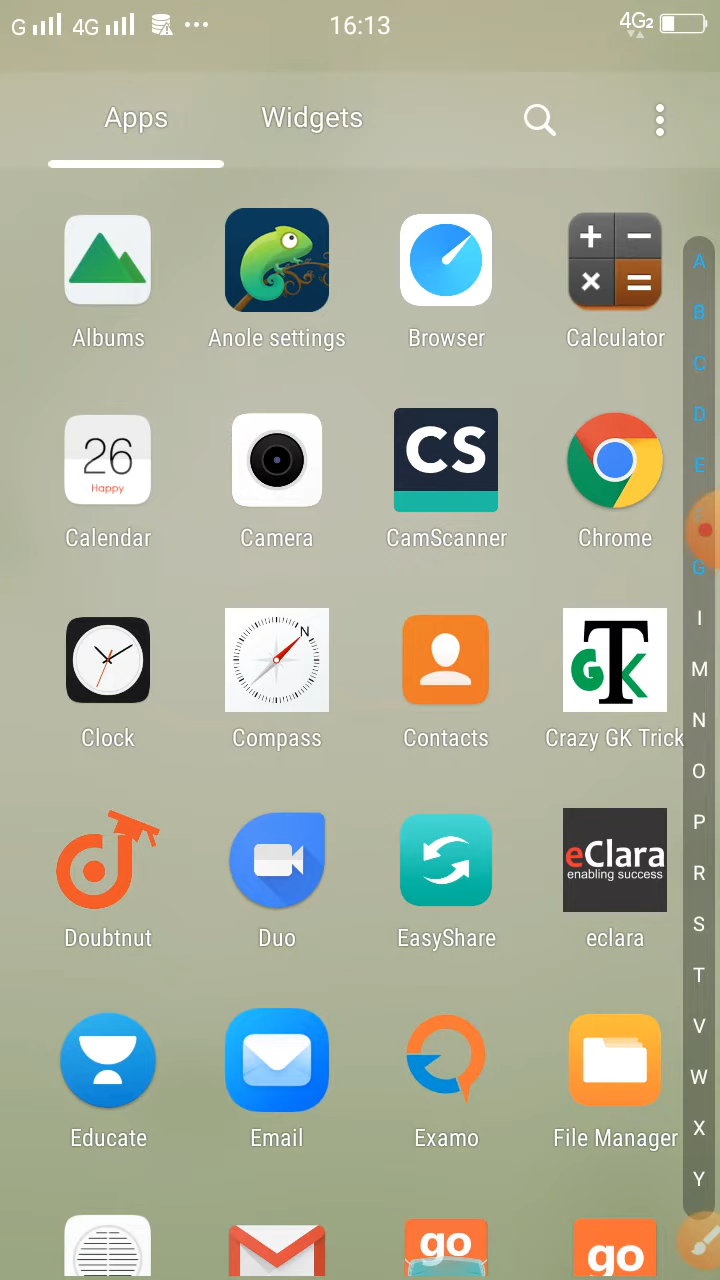 G 4G 16:13 4G2
Apps Widgets
Albums Anole settings Browser Calculator
26
Happy
CS
Calendar Camera CamScanner Chrome
N
GTK
Clock Compass Contacts Crazy GK Trick
eClara
enabling success
Doubtnut Duo EasyShare eclara
Educate Email Examo File Manager
go go
A
B
C
D
E
G
I
M
N
O
P
R
S
T
V
W
X
Y